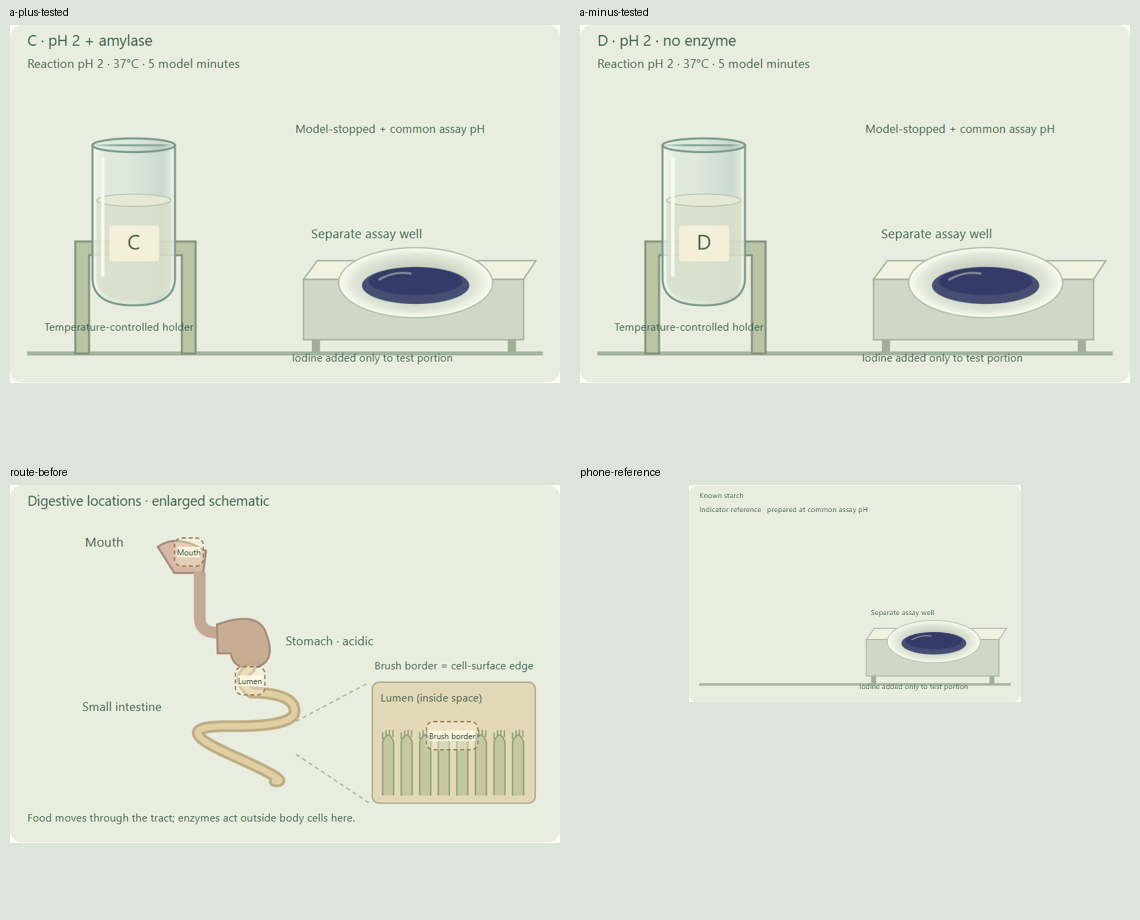 a-plus-tested
C · pH 2 + amylase
Reaction pH 2 · 37°C · 5 model minutes
Model-stopped + common assay pH
Separate assay well
C
Temperature-controlled holder
Iodine added only to test portion
a-minus-tested
D · pH 2 · no enzyme
Reaction pH 2 · 37°C · 5 model minutes
Model-stopped + common assay pH
Separate assay well
D
Temperature-controlled holder
Iodine added only to test portion
route-before
Digestive locations · enlarged schematic
Mouth
Mouth
Stomach · acidic
Brush border = cell-surface edge
Lumen
Lumen (inside space)
Small intestine
Brush border
Food moves through the tract; enzymes act outside body cells here.
phone-reference
Known starch
Indicator reference · prepared at common assay pH
Separate assay well
Iodine added only to test portion